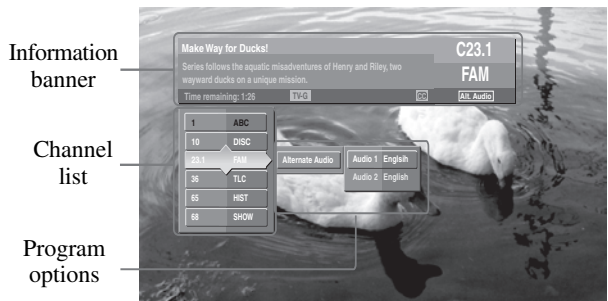 Information
banner
Make Way for Ducks!
C23.1
Series follows the aquatic misadventures of Henry and Riley, two
wayward ducks on a unique mission.
FAM
Time remaining: 1:26 TV-G CC Alt. Audio
Channel
list
1 ABC
10 DISC
23.1 FAM Alternate Audio Audio 1 Englsih
36 TLC Audio 2 English
65 HIST
68 SHOW
Program
options